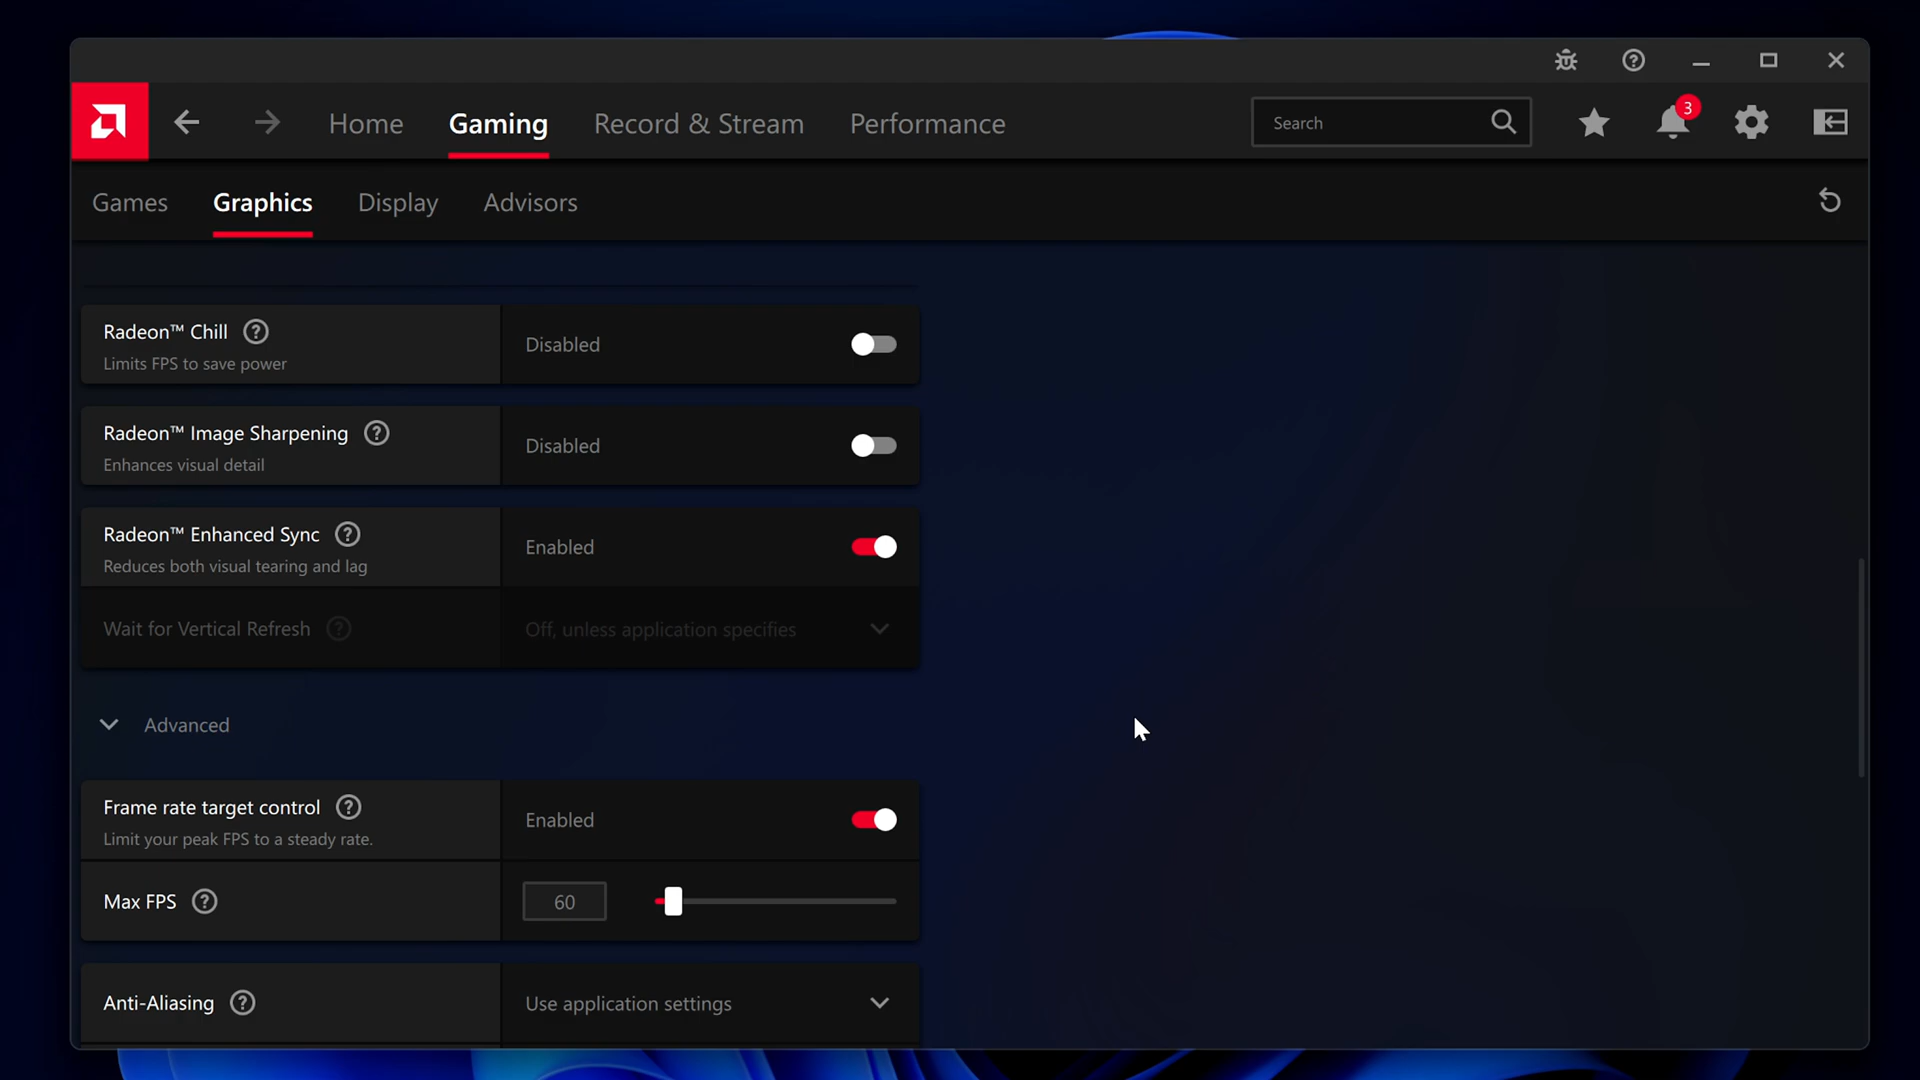 Home Gaming Record & Stream Performance Search 3
Games Graphics Display Advisors
Radeon™ Chill
Limits FPS to save power
Disabled
Radeon™ Image Sharpening
Enhances visual detail
Disabled
Radeon™ Enhanced Sync
Reduces both visual tearing and lag
Enabled
Wait for Vertical Refresh
Off, unless application specifies
Advanced
Frame rate target control
Limit your peak FPS to a steady rate.
Enabled
Max FPS
60
Anti-Aliasing
Use application settings